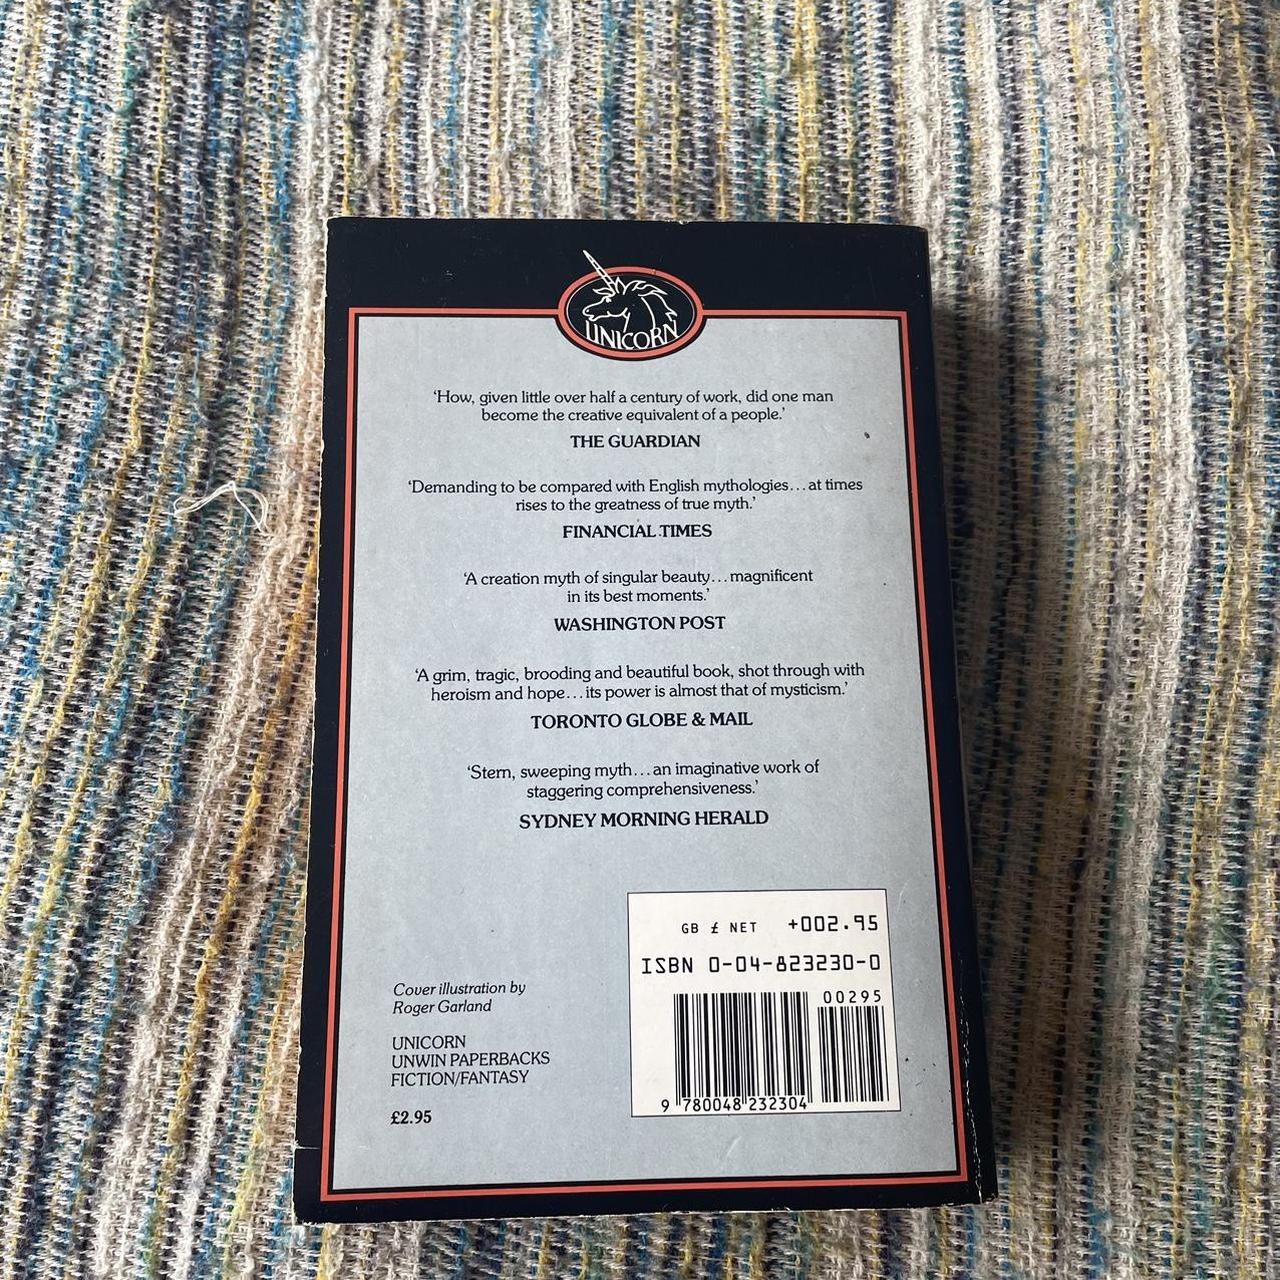 UNICORN
‘How, given little over half a century of work, did one man
become the creative equivalent of a people.’
THE GUARDIAN
‘Demanding to be compared with English mythologies...at times
rises to the greatness of true myth.’
FINANCIAL TIMES
‘A creation myth of singular beauty...magnificent
in its best moments.’
WASHINGTON POST
‘A grim, tragic, brooding and beautiful book, shot through with
heroism and hope...its power is almost that of mysticism.’
TORONTO GLOBE & MAIL
‘Stern, sweeping myth...an imaginative work of
staggering comprehensiveness.’
SYDNEY MORNING HERALD
Cover illustration by
Roger Garland
UNICORN
UNWIN PAPERBACKS
FICTION/FANTASY
£2.95
GB £ NET +002.95
ISBN 0-04-823230-0
00295
9 780048 232304